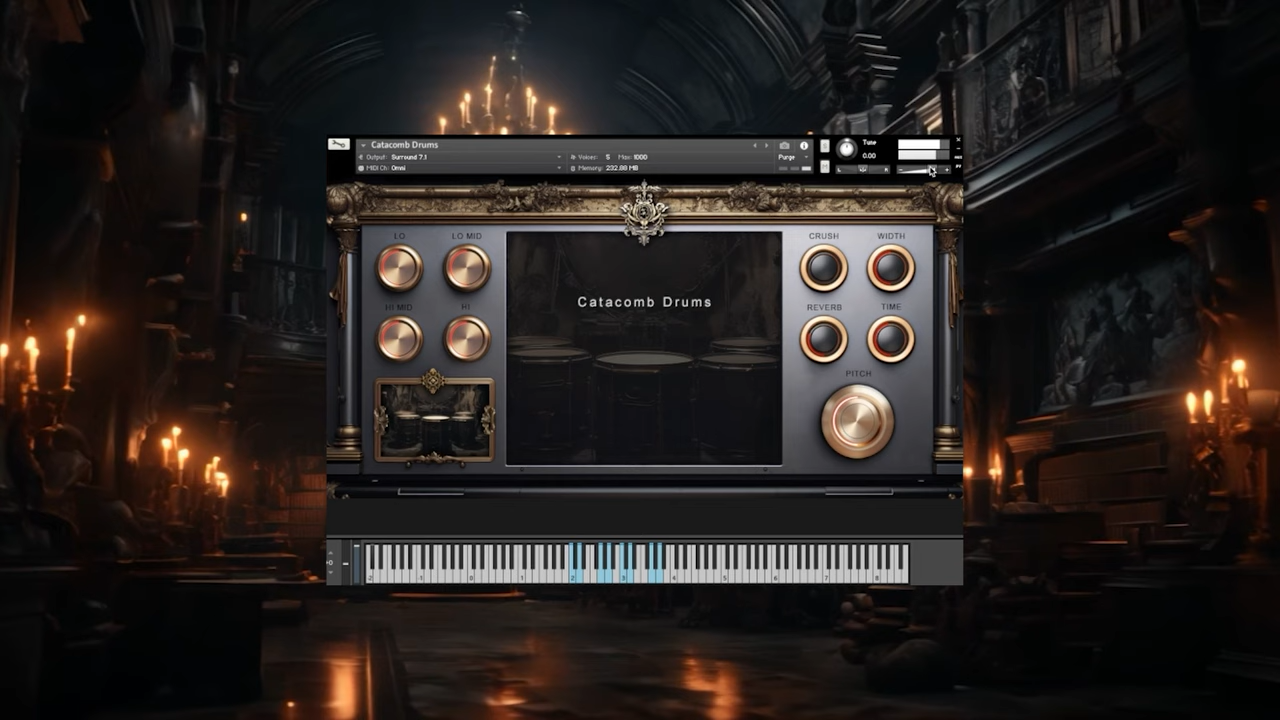 Catacomb Drums
Output: Surround 7.1
Voices: 5 Max: 1000
Purge
MIDI Ch: Omni
Memory: 232.88 MB
Tune
0.00
LO
LO MID
HI MID
HI
Catacomb Drums
CRUSH
WIDTH
REVERB
TIME
PITCH